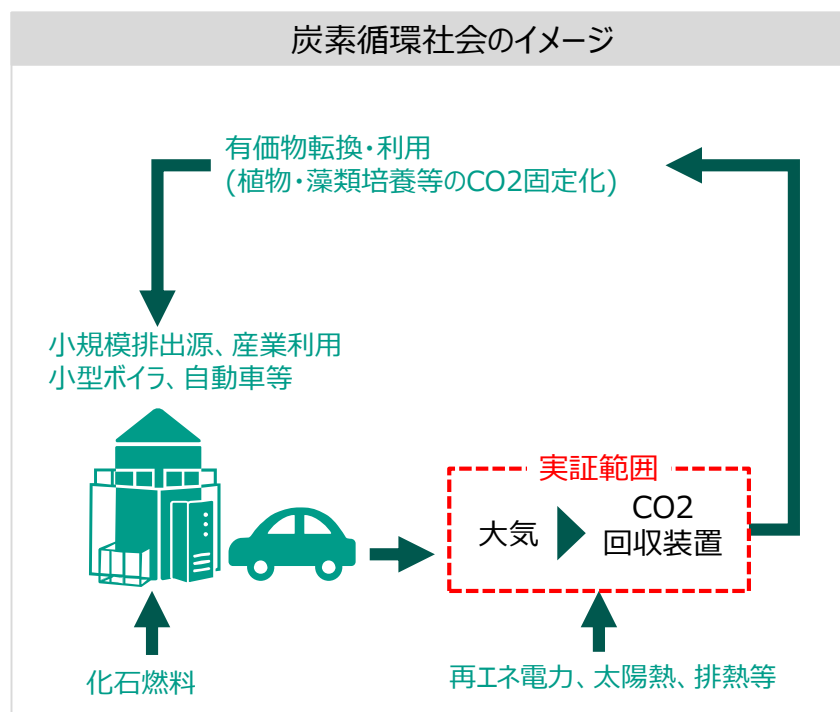 炭素循環社会のイメージ
有価物転換・利用
(植物・藻類培養等のCO2固定化)
小規模排出源、産業利用
小型ボイラ、自動車等
実証範囲
大気
CO2
回収装置
化石燃料
再エネ電力、太陽熱、排熱等